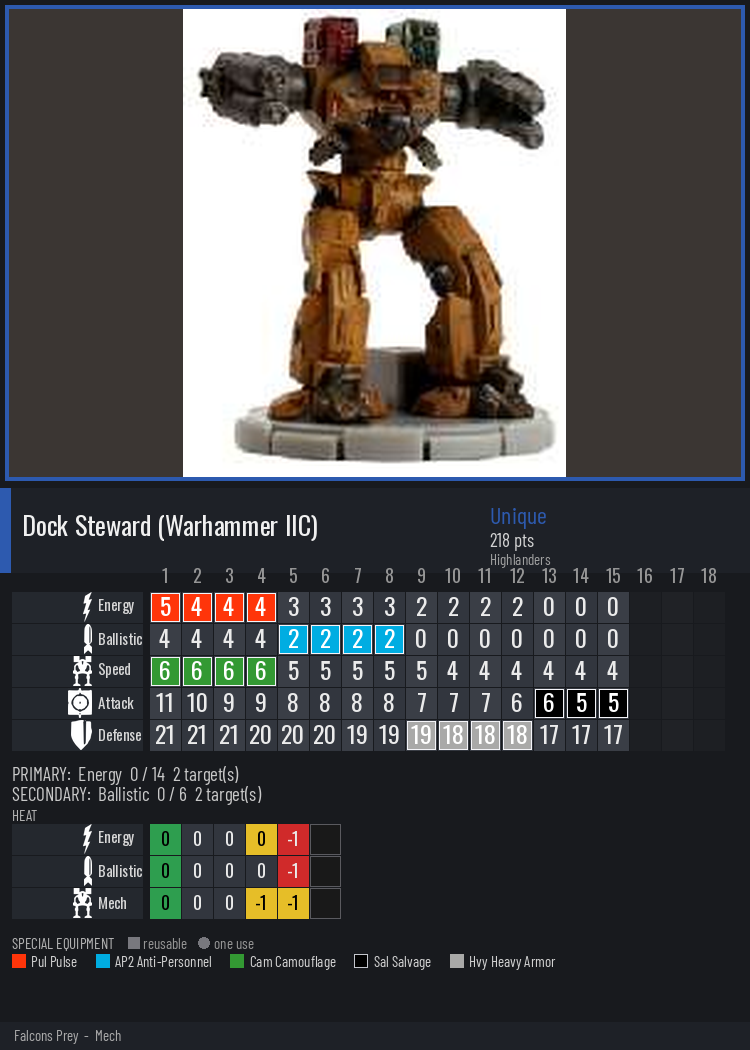 Dock Steward (Warhammer IIC)
Unique
218 pts
Highlanders
1 2 3 4 5 6 7 8 9 10 11 12 13 14 15 16 17 18
Energy 5 4 4 4 3 3 3 3 2 2 2 2 0 0 0
Ballistic 4 4 4 4 2 2 2 2 0 0 0 0 0 0 0
Speed 6 6 6 6 5 5 5 5 5 4 4 4 4 4 4
Attack 11 10 9 9 8 8 8 8 7 7 7 6 6 5 5
Defense 21 21 21 20 20 20 19 19 19 18 18 18 17 17 17
PRIMARY: Energy 0 / 14 2 target(s)
SECONDARY: Ballistic 0 / 6 2 target(s)
HEAT
Energy 0 0 0 0 -1
Ballistic 0 0 0 0 -1
Mech 0 0 0 -1 -1
SPECIAL EQUIPMENT reusable one use
Pul Pulse AP2 Anti-Personnel Cam Camouflage Sal Salvage Hvy Heavy Armor
Falcons Prey - Mech